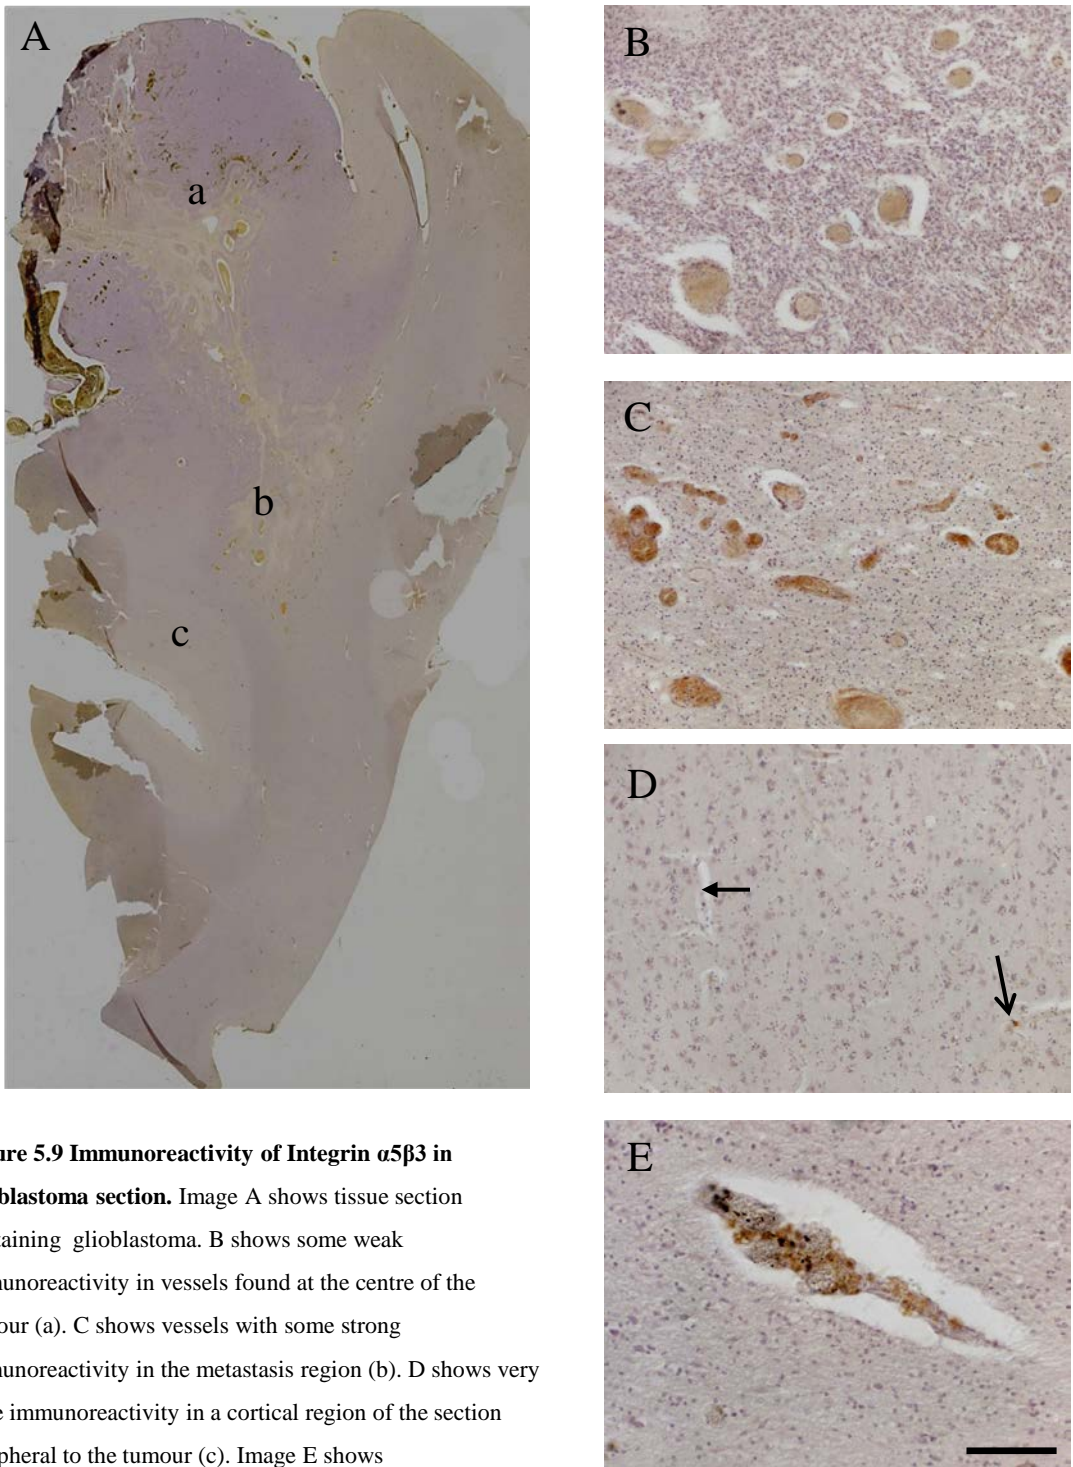 A
a
b
c
B
C
D
E
ure 5.9 Immunoreactivity of Integrin α5β3 in
blastoma section. Image A shows tissue section
taining glioblastoma. B shows some weak
unoreactivity in vessels found at the centre of the
our (a). C shows vessels with some strong
unoreactivity in the metastasis region (b). D shows very
e immunoreactivity in a cortical region of the section
pheral to the tumour (c). Image E shows